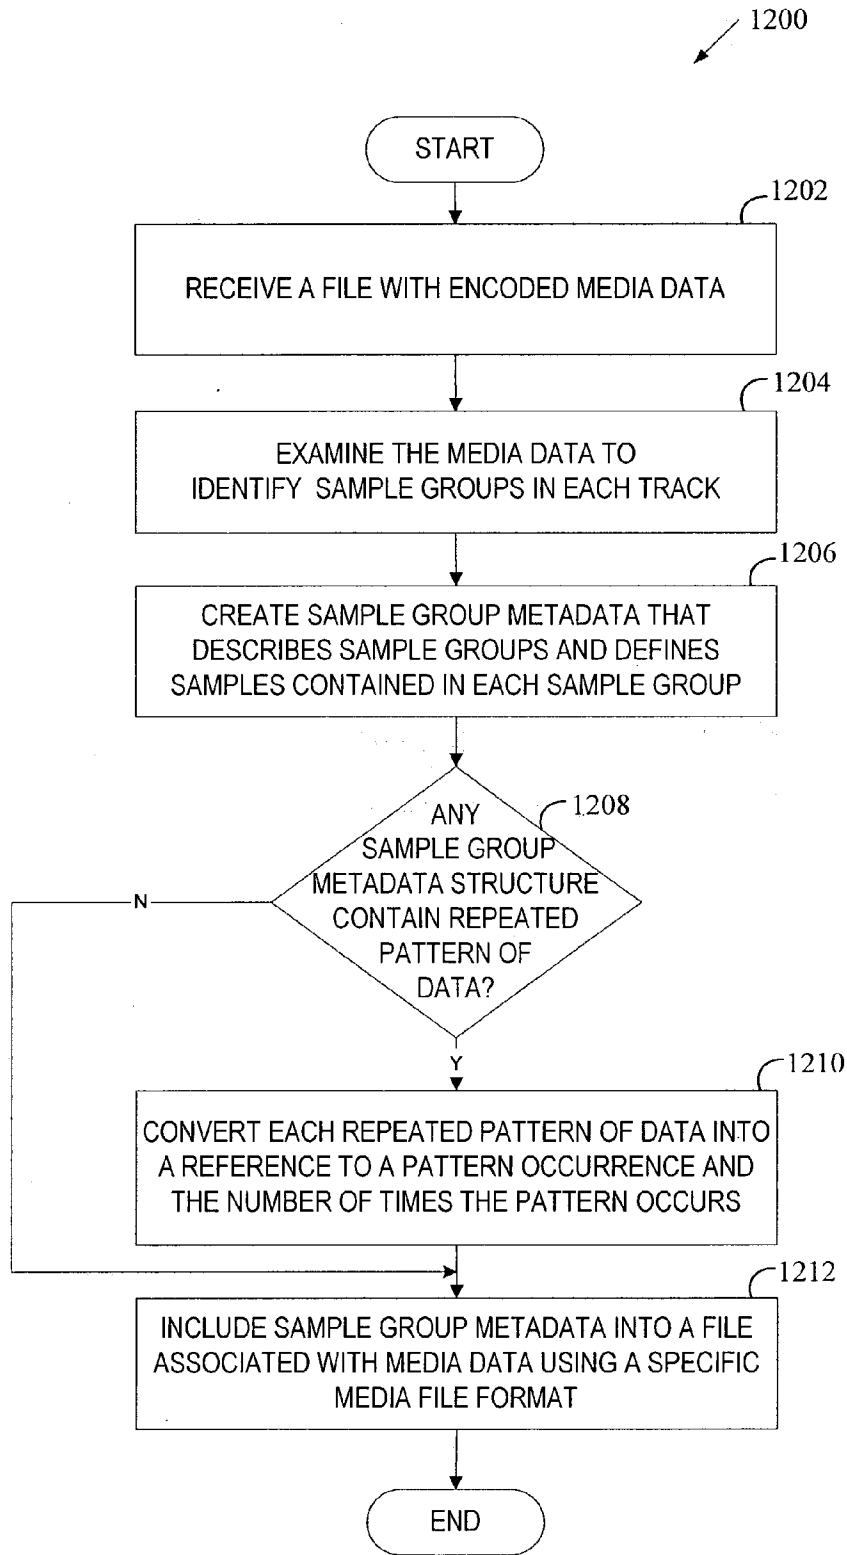 1200
START
1202
RECEIVE A FILE WITH ENCODED MEDIA DATA
1204
EXAMINE THE MEDIA DATA TO
IDENTIFY SAMPLE GROUPS IN EACH TRACK
1206
CREATE SAMPLE GROUP METADATA THAT
DESCRIBES SAMPLE GROUPS AND DEFINES
SAMPLES CONTAINED IN EACH SAMPLE GROUP
1208
ANY
SAMPLE GROUP
METADATA STRUCTURE
CONTAIN REPEATED
PATTERN OF
DATA?
N
Y
1210
CONVERT EACH REPEATED PATTERN OF DATA INTO
A REFERENCE TO A PATTERN OCCURRENCE AND
THE NUMBER OF TIMES THE PATTERN OCCURS
1212
INCLUDE SAMPLE GROUP METADATA INTO A FILE
ASSOCIATED WITH MEDIA DATA USING A SPECIFIC
MEDIA FILE FORMAT
END